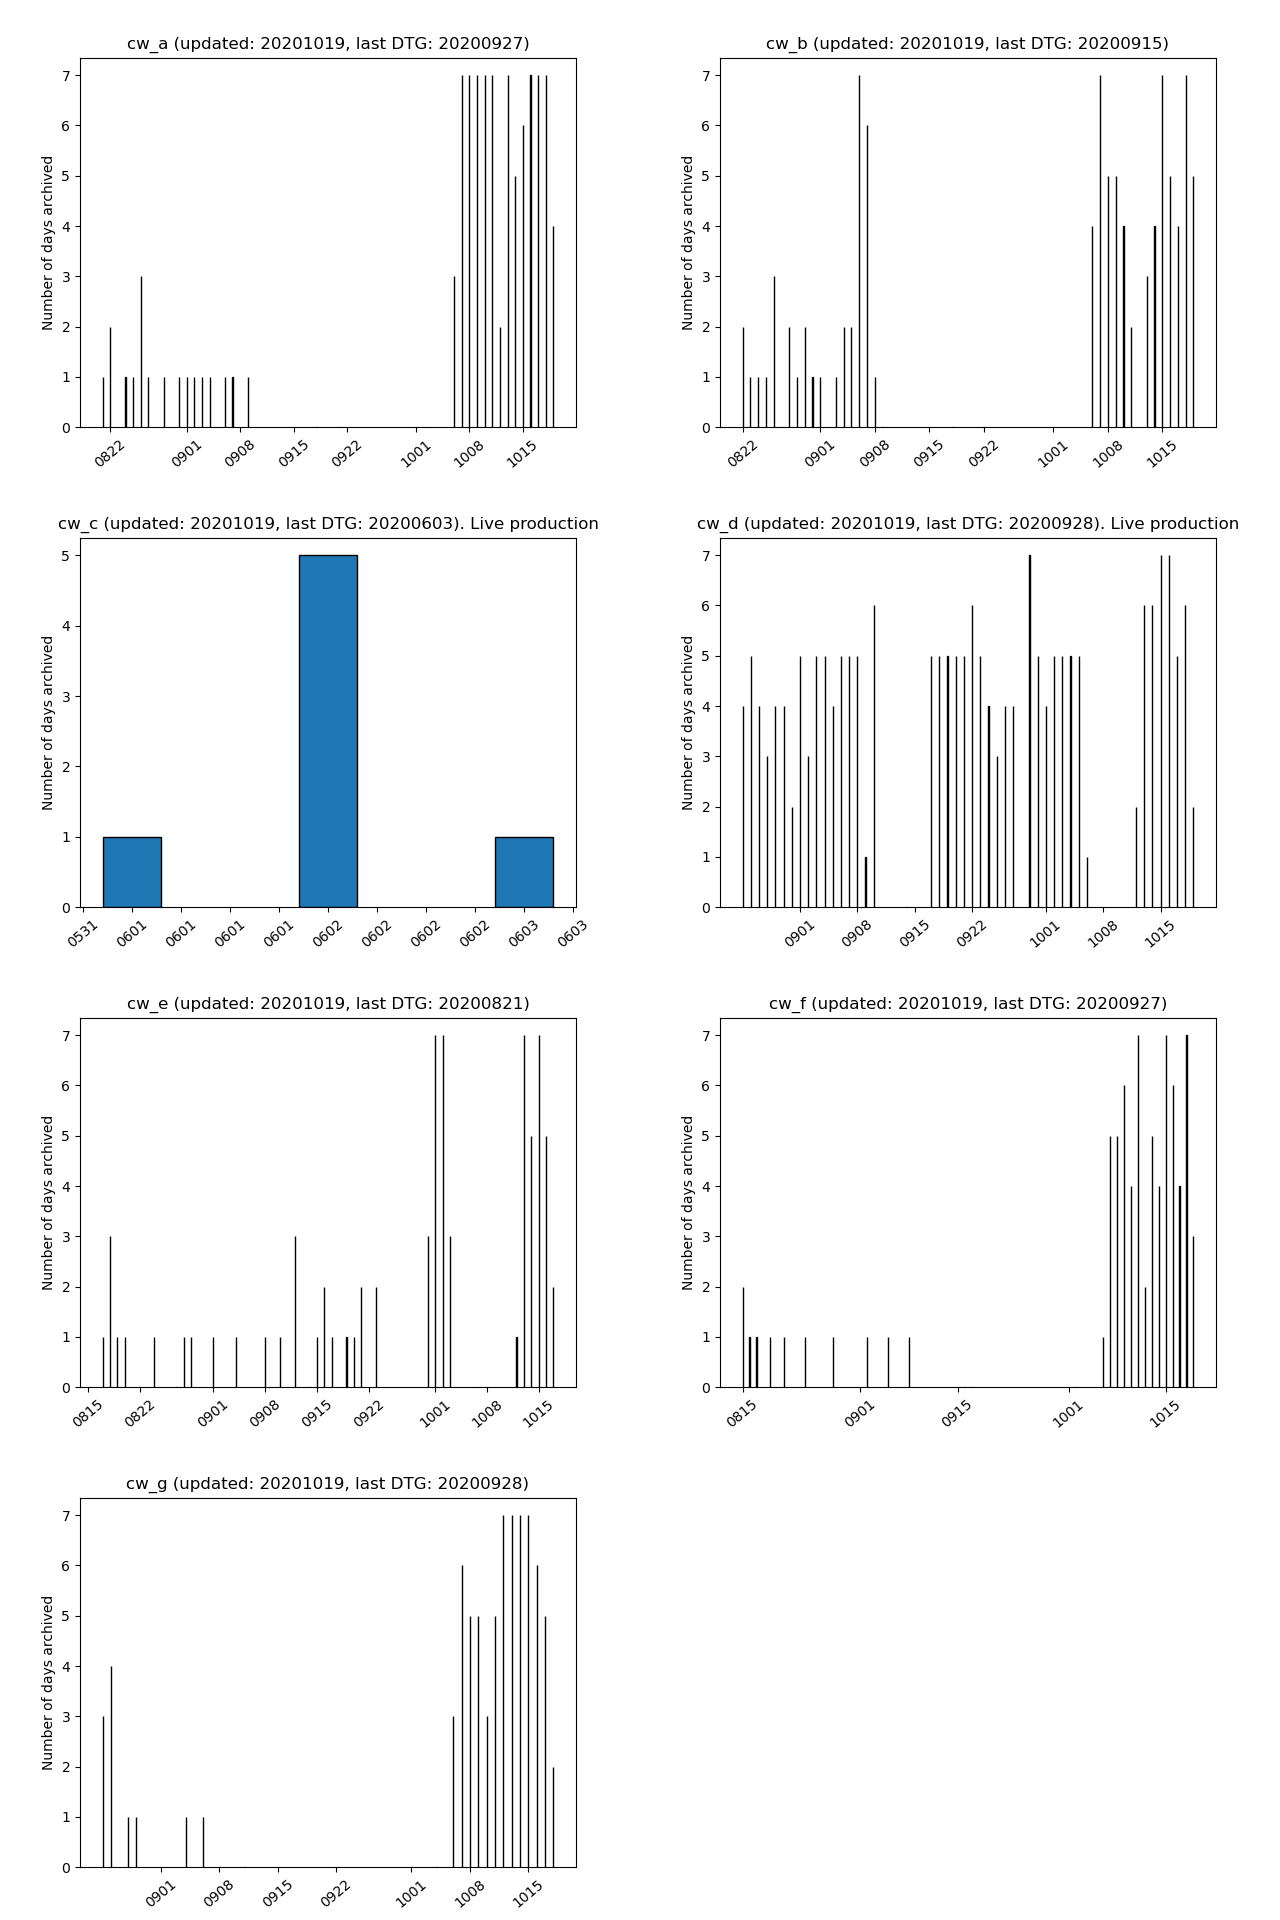 cw_a (updated: 20201019, last DTG: 20200927)
Number of days archived
7
6
5
4
3
2
1
0
0822 0901 0908 0915 0922 1001 1008 1015
cw_b (updated: 20201019, last DTG: 20200915)
Number of days archived
7
6
5
4
3
2
1
0
0822 0901 0908 0915 0922 1001 1008 1015
cw_c (updated: 20201019, last DTG: 20200603). Live production
Number of days archived
5
4
3
2
1
0
0531 0601 0601 0601 0601 0602 0602 0602 0602 0603 0603
cw_d (updated: 20201019, last DTG: 20200928). Live production
Number of days archived
7
6
5
4
3
2
1
0
0901 0908 0915 0922 1001 1008 1015
cw_e (updated: 20201019, last DTG: 20200821)
Number of days archived
7
6
5
4
3
2
1
0
0815 0822 0901 0908 0915 0922 1001 1008 1015
cw_f (updated: 20201019, last DTG: 20200927)
Number of days archived
7
6
5
4
3
2
1
0
0815 0901 0915 1001 1015
cw_g (updated: 20201019, last DTG: 20200928)
Number of days archived
7
6
5
4
3
2
1
0
0901 0908 0915 0922 1001 1008 1015